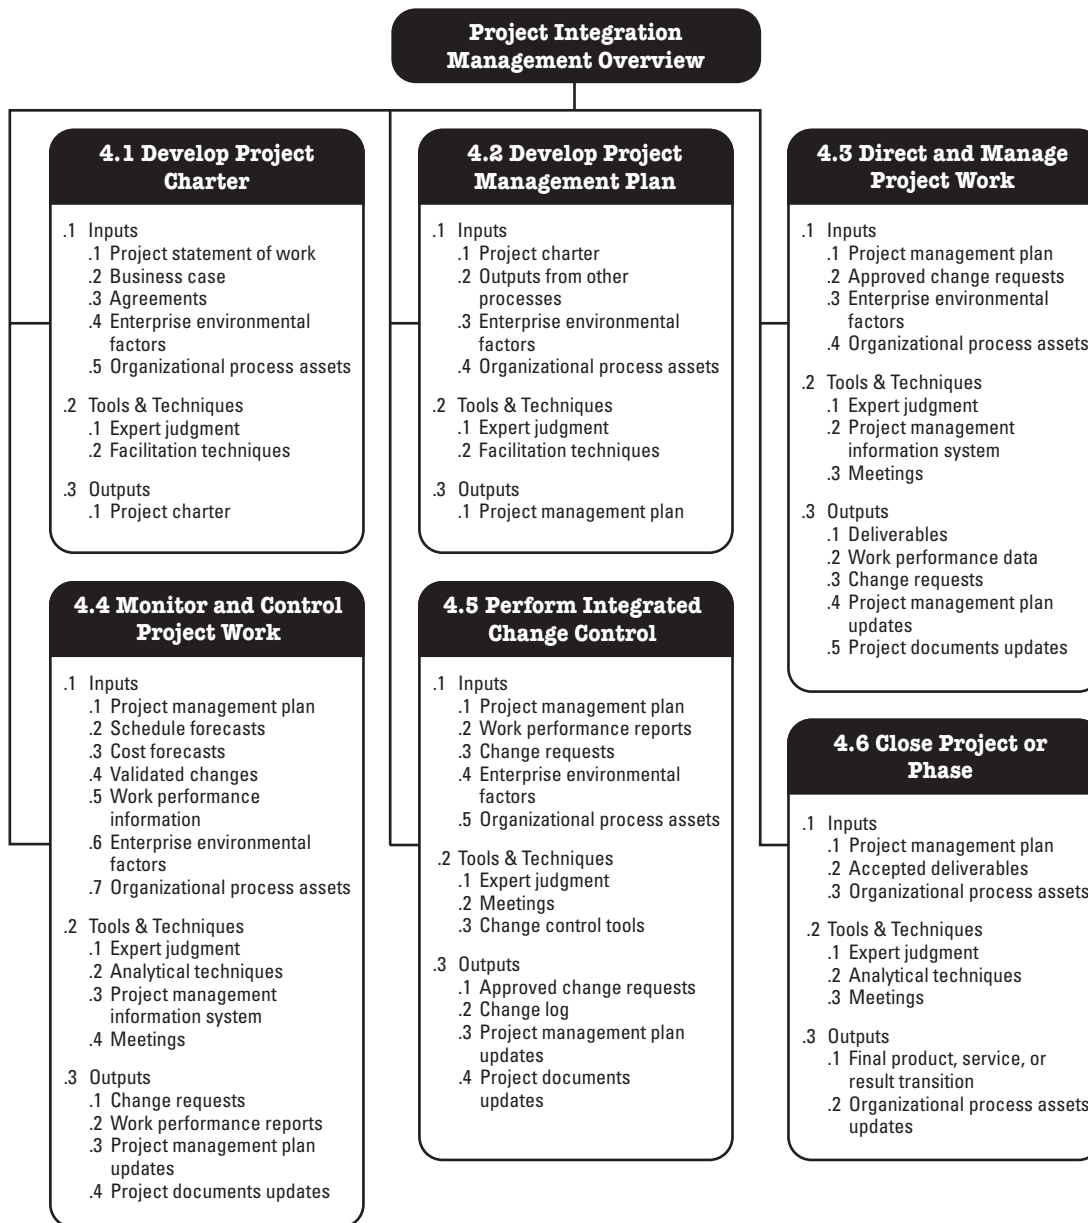 Project Integration
Management Overview
4.1 Develop Project
Charter
.1 Inputs
.1 Project statement of work
.2 Business case
.3 Agreements
.4 Enterprise environmental
factors
.5 Organizational process assets
.2 Tools & Techniques
.1 Expert judgment
.2 Facilitation techniques
.3 Outputs
.1 Project charter
4.2 Develop Project
Management Plan
.1 Inputs
.1 Project charter
.2 Outputs from other
processes
.3 Enterprise environmental
factors
.4 Organizational process assets
.2 Tools & Techniques
.1 Expert judgment
.2 Facilitation techniques
.3 Outputs
.1 Project management plan
4.3 Direct and Manage
Project Work
.1 Inputs
.1 Project management plan
.2 Approved change requests
.3 Enterprise environmental
factors
.4 Organizational process assets
.2 Tools & Techniques
.1 Expert judgment
.2 Project management
information system
.3 Meetings
.3 Outputs
.1 Deliverables
.2 Work performance data
.3 Change requests
.4 Project management plan
updates
.5 Project documents updates
4.4 Monitor and Control
Project Work
.1 Inputs
.1 Project management plan
.2 Schedule forecasts
.3 Cost forecasts
.4 Validated changes
.5 Work performance
information
.6 Enterprise environmental
factors
.7 Organizational process assets
.2 Tools & Techniques
.1 Expert judgment
.2 Analytical techniques
.3 Project management
information system
.4 Meetings
.3 Outputs
.1 Change requests
.2 Work performance reports
.3 Project management plan
updates
.4 Project documents updates
4.5 Perform Integrated
Change Control
.1 Inputs
.1 Project management plan
.2 Work performance reports
.3 Change requests
.4 Enterprise environmental
factors
.5 Organizational process assets
.2 Tools & Techniques
.1 Expert judgment
.2 Meetings
.3 Change control tools
.3 Outputs
.1 Approved change requests
.2 Change log
.3 Project management plan
updates
.4 Project documents
updates
4.6 Close Project or
Phase
.1 Inputs
.1 Project management plan
.2 Accepted deliverables
.3 Organizational process assets
.2 Tools & Techniques
.1 Expert judgment
.2 Analytical techniques
.3 Meetings
.3 Outputs
.1 Final product, service, or
result transition
.2 Organizational process assets
updates